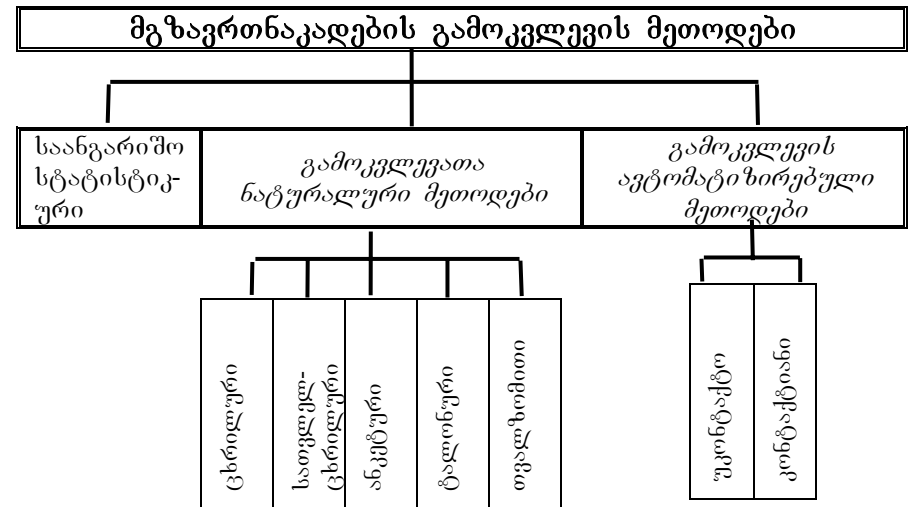 მგზავრთნაკადების გამოკვლევის მეთოდები
საანგარიშო
სტატისტიკ-
ური
გამოკვლევათა
ნატურალური მეთოდები
გამოკვლევის
ავტომატიზირებული
მეთოდები
ცხრილური
სათვლელ-
ცხრილური
ანკეტური
ტალონური
თვალზომითი
უკონტაქტო
კონტაქტიანი